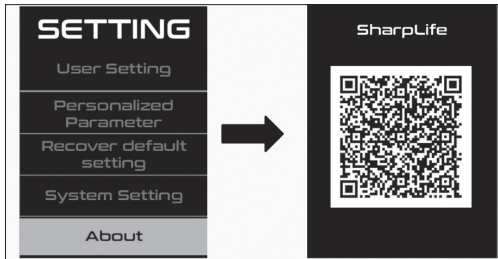 SETTING
User Setting
Personalized
Parameter
Recover default
setting
System Setting
About
SharpLife